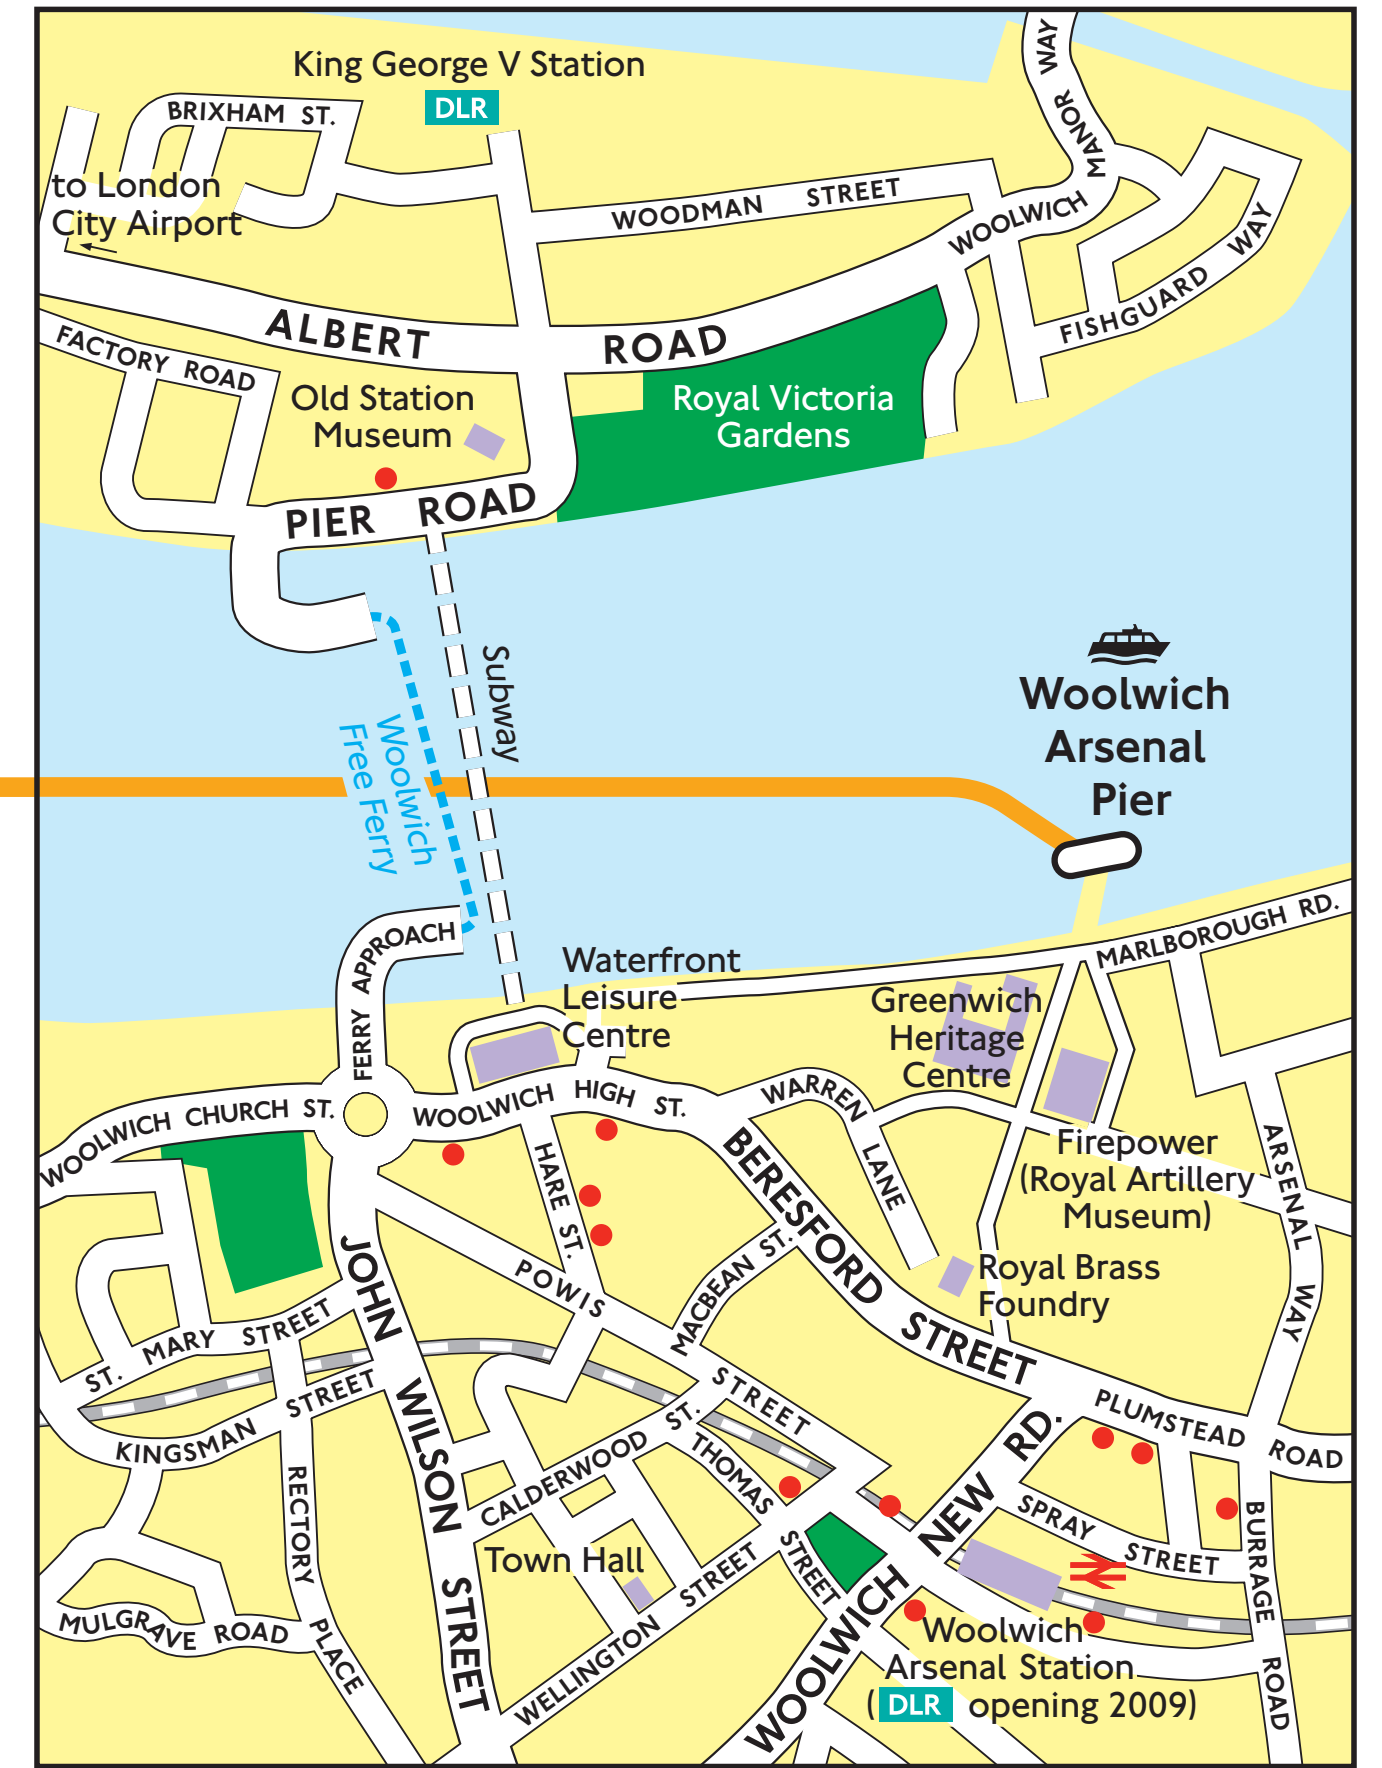 King George V Station
DLR
WAY
MANOR
WOOLWICH
BRIXHAM ST.
to London
City Airport
WOODMAN STREET
FISHGUARD WAY
ALBERT ROAD
FACTORY ROAD
Old Station
Museum
Royal Victoria
Gardens
PIER ROAD
Subway
Woolwich
Free Ferry
Woolwich
Arsenal
Pier
FERRY APPROACH
Waterfront
Leisure
Centre
MARLBOROUGH RD.
Greenwich
Heritage
Centre
WOOLWICH CHURCH ST.
WOOLWICH HIGH ST.
WARREN LANE
HARE ST.
BERESFORD STREET
Firepower
(Royal Artillery
Museum)
ARSENAL WAY
Royal Brass
Foundry
JOHN WILSON STREET
POWIS STREET
MACBEAN ST.
ST. MARY STREET
KINGSMAN STREET
RECTORY PLACE
CALDERWOOD ST.
THOMAS STREET
PLUMSTEAD ROAD
WOOLWICH NEW RD.
SPRAY STREET
BURRAGE ROAD
Town Hall
WELLINGTON STREET
MULGRAVE ROAD
Woolwich
Arsenal Station
(DLR opening 2009)